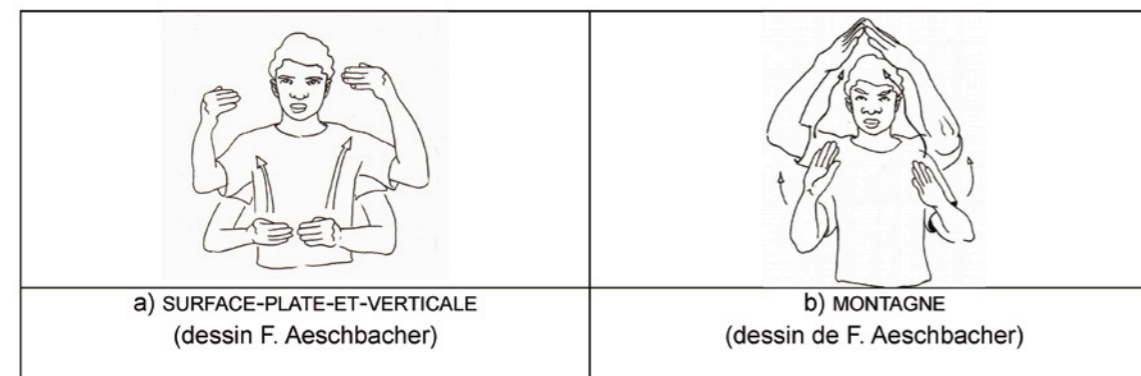 a) SURFACE-PLATE-ET-VERTICALE
(dessin F. Aeschbacher)
b) MONTAGNE
(dessin de F. Aeschbacher)